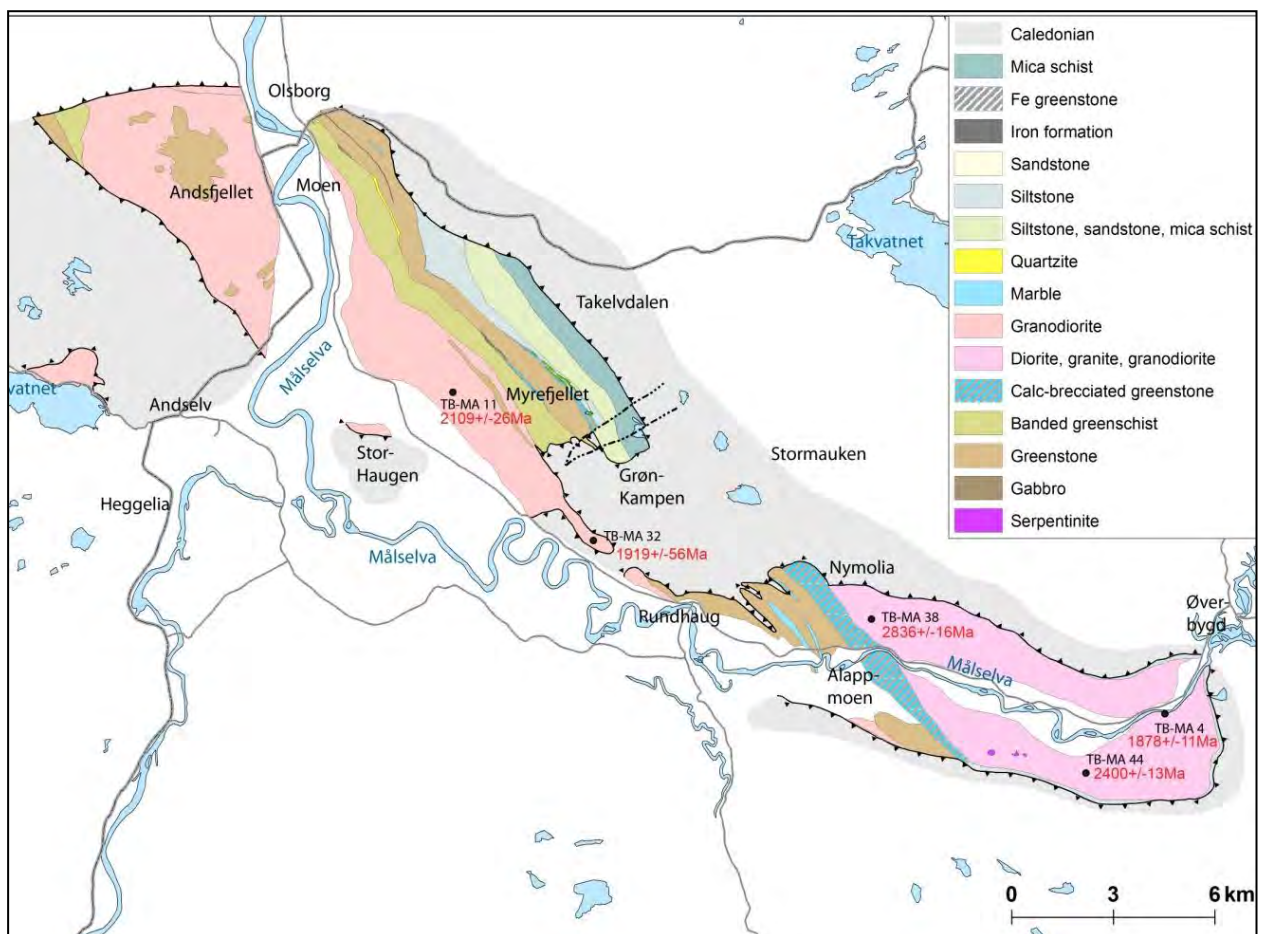 Caledonian
Mica schist
Fe greenstone
Iron formation
Sandstone
Siltstone
Siltstone, sandstone, mica schist
Quartzite
Marble
Granodiorite
Diorite, granite, granodiorite
Calc-brecciated greenstone
Banded greenschist
Greenstone
Gabbro
Serpentinite
Olsborg
Andsfjellet
Moen
Takvatnet
Takelvdalen
Målselva
vatnet
Andselv
Myrefjellet
TB-MA 11
2109+/-26Ma
Stor-
Haugen
Grøn-
Kampen
Stormauken
Heggelia
Målselva
TB-MA 32
1919+/-56Ma
Nymolia
Rundhaug
TB-MA 38
2836+/-16Ma
Øver-
bygd
Målselva
Alapp-
moen
TB-MA 4
1878+/-11Ma
TB-MA 44
2400+/-13Ma
0 3 6 km